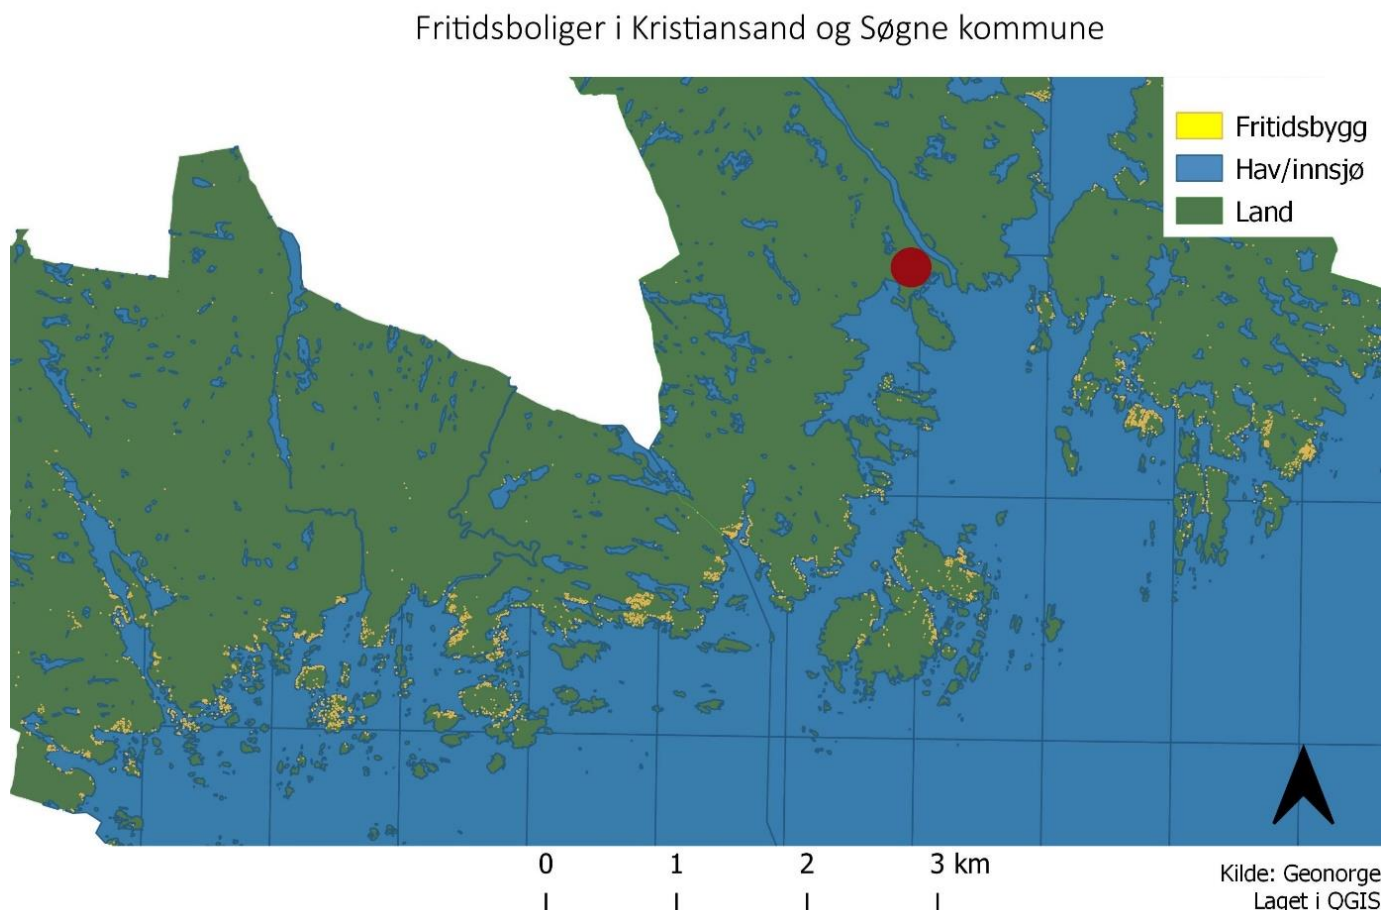 Fritidsboliger i Kristiansand og Søgne kommune
Fritidsbygg
Hav/innsjø
Land
0 1 2 3 km
Kilde: Geonorge
Laget i QGIS